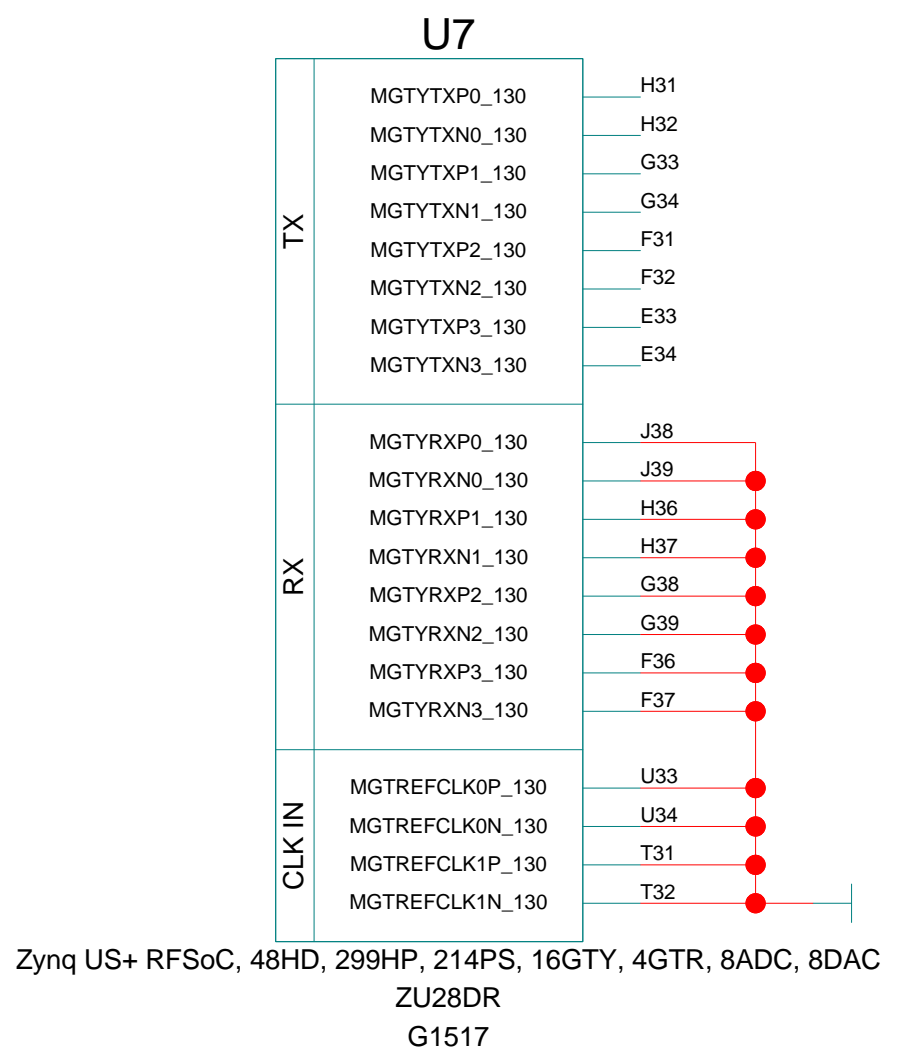 U7
TX
MGTYTXP0_130 H31
MGTYTXN0_130 H32
MGTYTXP1_130 G33
MGTYTXN1_130 G34
MGTYTXP2_130 F31
MGTYTXN2_130 F32
MGTYTXP3_130 E33
MGTYTXN3_130 E34
RX
MGTYRXP0_130 J38
MGTYRXN0_130 J39
MGTYRXP1_130 H36
MGTYRXN1_130 H37
MGTYRXP2_130 G38
MGTYRXN2_130 G39
MGTYRXP3_130 F36
MGTYRXN3_130 F37
CLK IN
MGTREFCLK0P_130 U33
MGTREFCLK0N_130 U34
MGTREFCLK1P_130 T31
MGTREFCLK1N_130 T32
Zynq US+ RFSoC, 48HD, 299HP, 214PS, 16GTY, 4GTR, 8ADC, 8DAC
ZU28DR
G1517